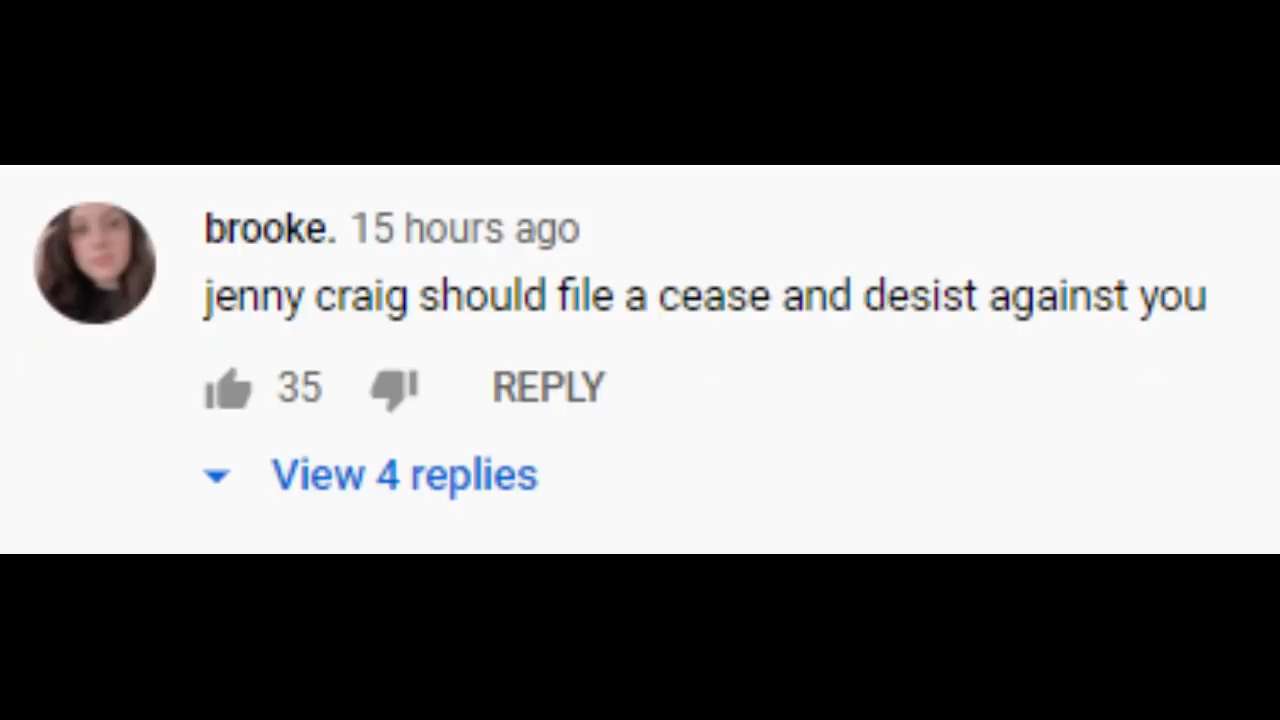 brooke. 15 hours ago
jenny craig should file a cease and desist against you
35 REPLY
View 4 replies